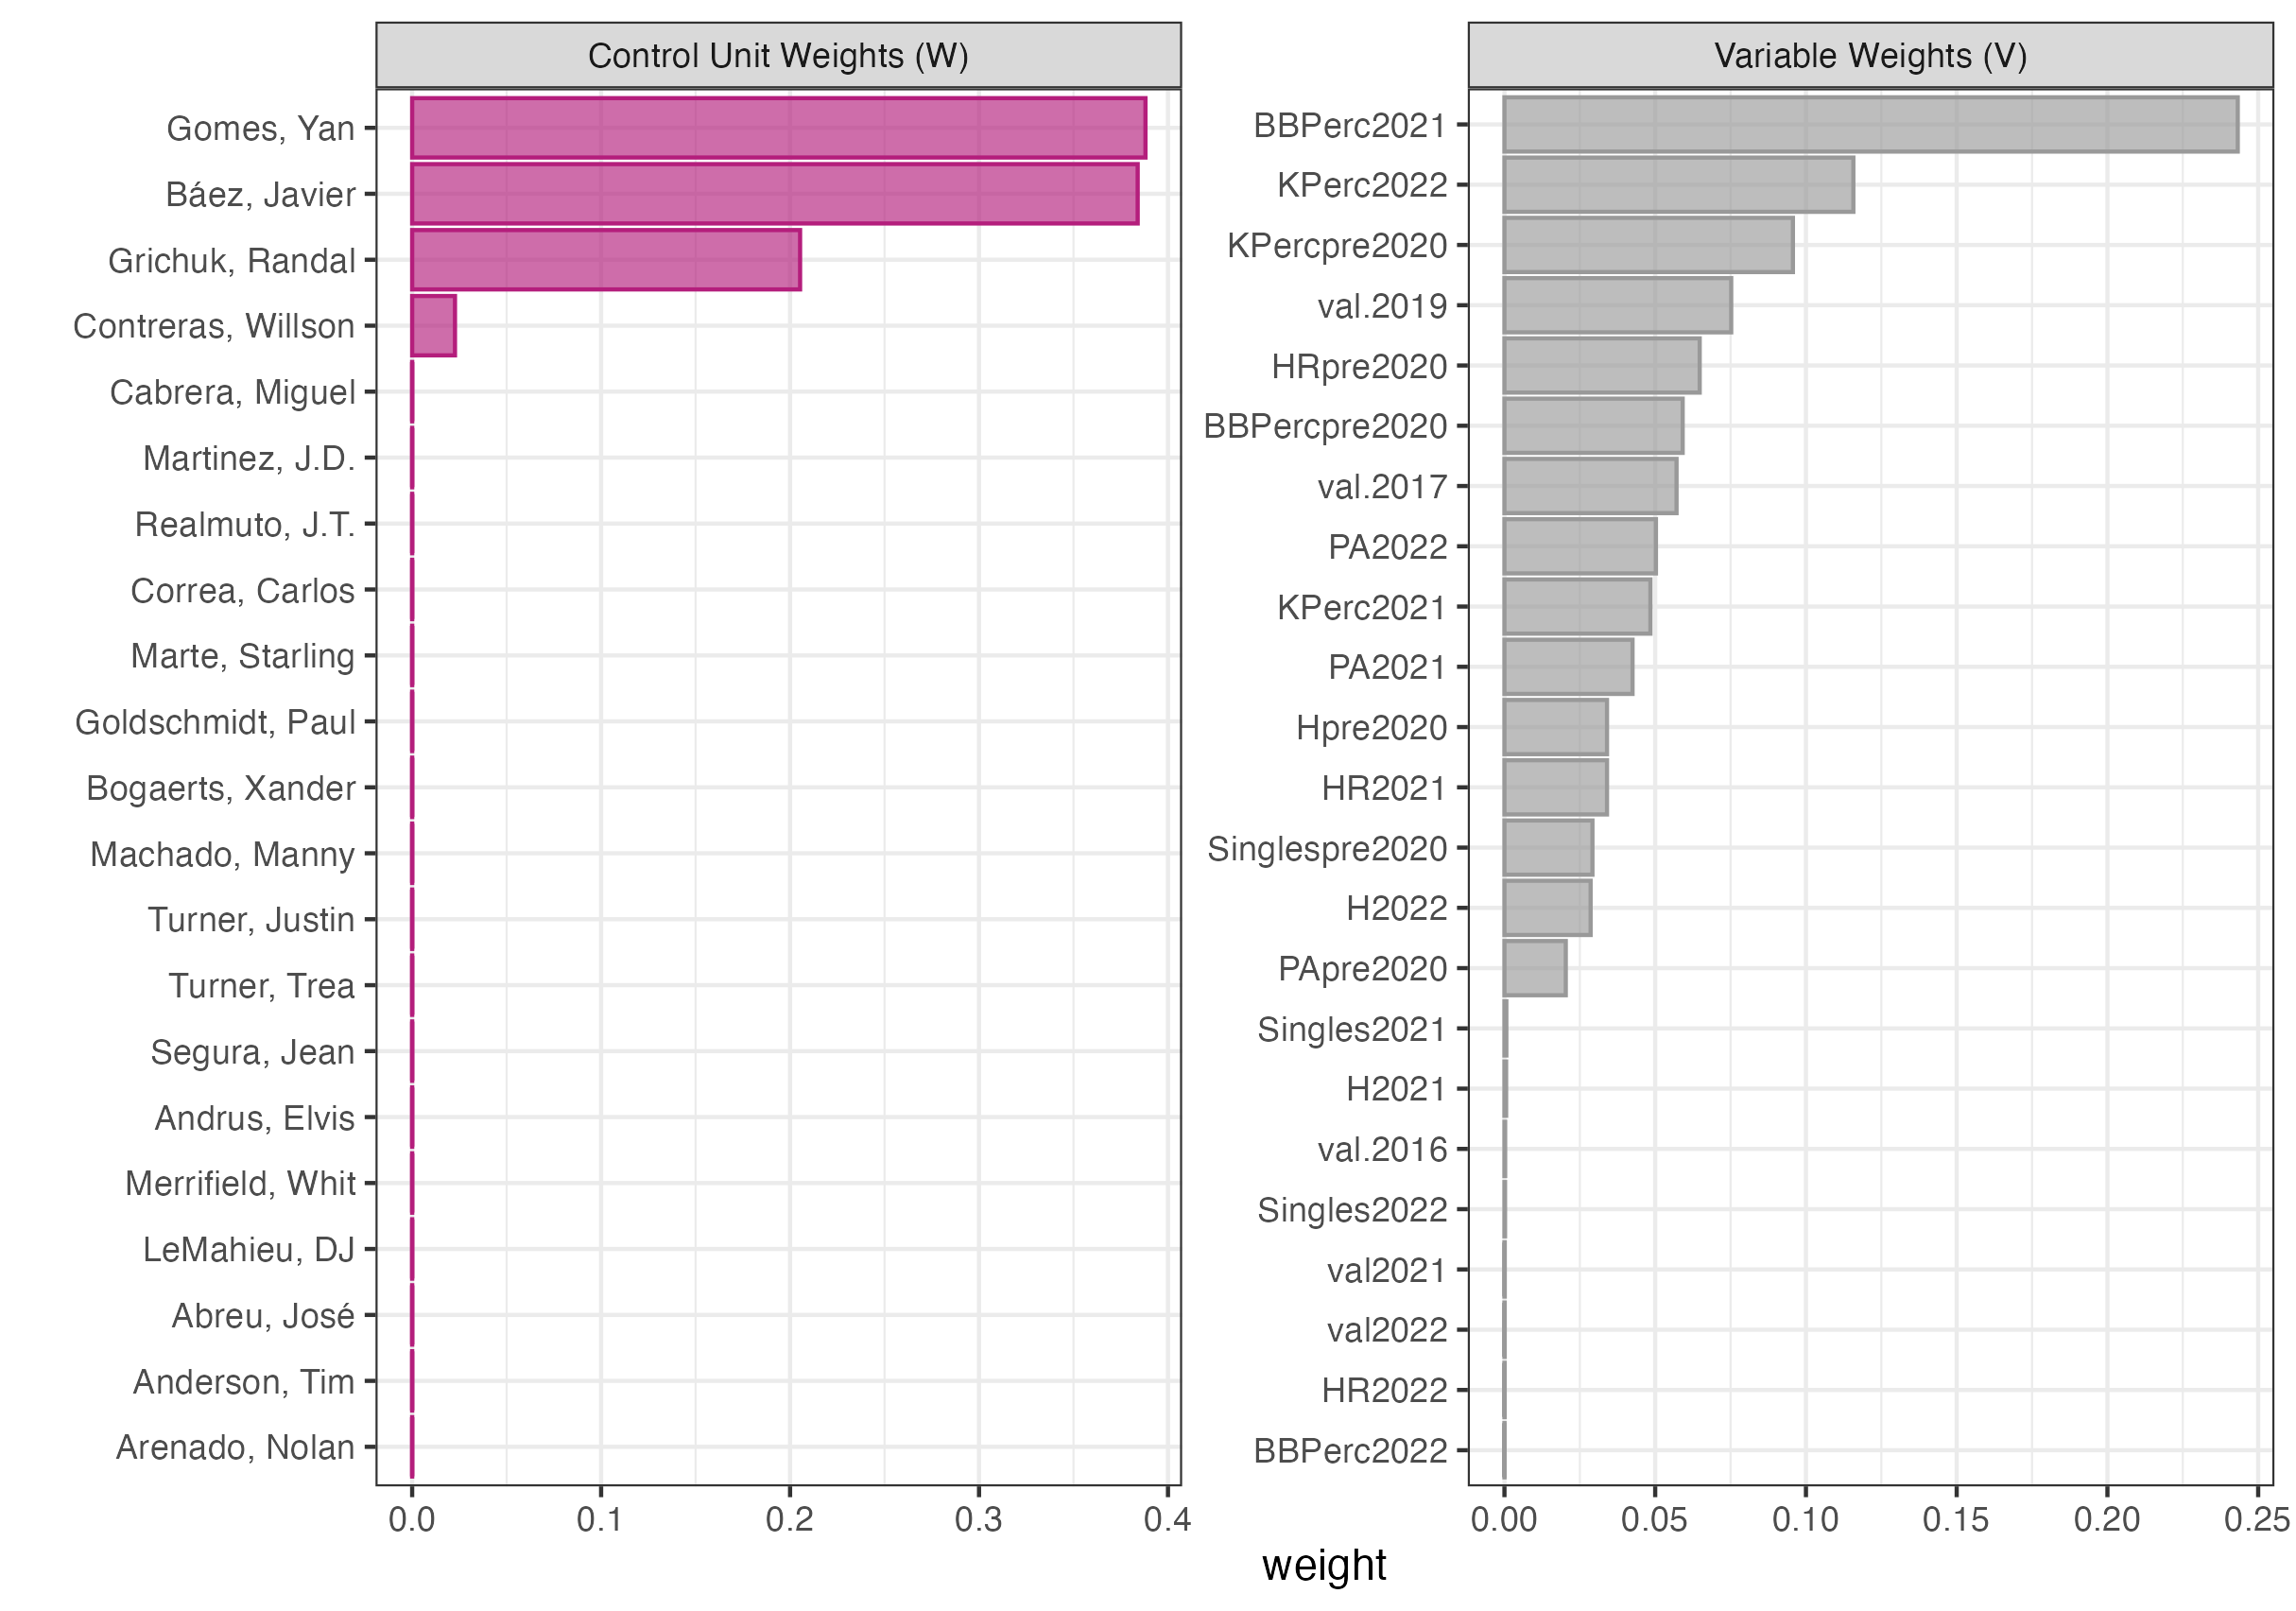 Control Unit Weights (W)
Gomes, Yan
Báez, Javier
Grichuk, Randal
Contreras, Willson
Cabrera, Miguel
Martinez, J.D.
Realmuto, J.T.
Correa, Carlos
Marte, Starling
Goldschmidt, Paul
Bogaerts, Xander
Machado, Manny
Turner, Justin
Turner, Trea
Segura, Jean
Andrus, Elvis
Merrifield, Whit
LeMahieu, DJ
Abreu, José
Anderson, Tim
Arenado, Nolan
0.0 0.1 0.2 0.3 0.4
Variable Weights (V)
BBPerc2021
KPerc2022
KPercpre2020
val.2019
HRpre2020
BBPercpre2020
val.2017
PA2022
KPerc2021
PA2021
Hpre2020
HR2021
Singlespre2020
H2022
PApre2020
Singles2021
H2021
val.2016
Singles2022
val2021
val2022
HR2022
BBPerc2022
0.00 0.05 0.10 0.15 0.20 0.25
weight